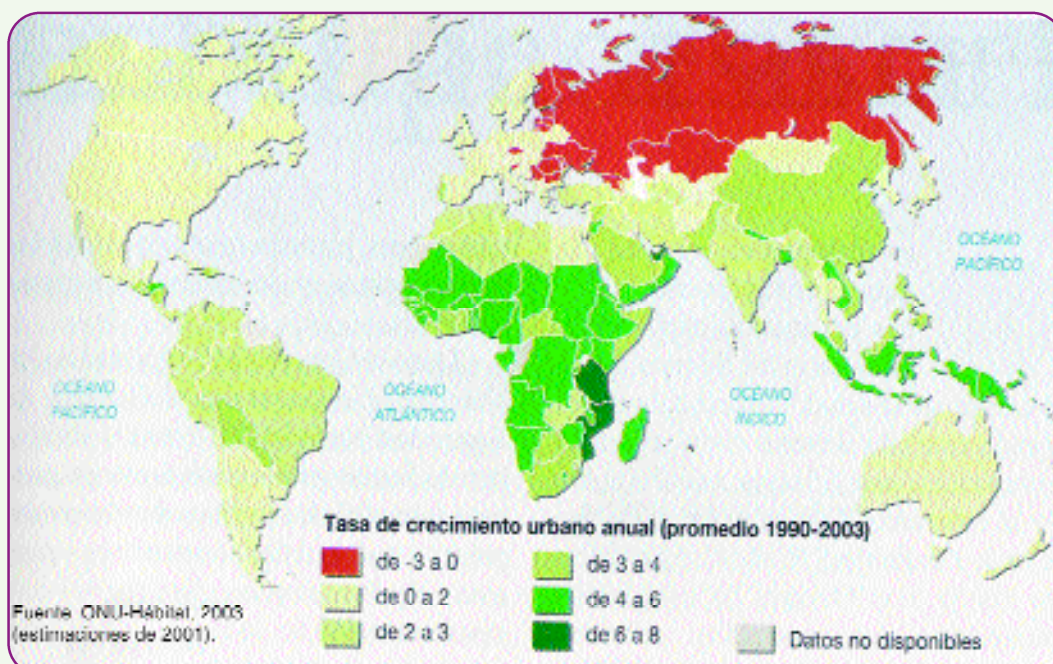 OCÉANO
PACÍFICO
OCÉANO
PACÍFICO
OCÉANO
ATLÁNTICO
OCÉANO
ÍNDICO
Tasa de crecimiento urbano anual (promedio 1990-2003)
de -3 a 0
de 0 a 2
de 2 a 3
de 3 a 4
de 4 a 6
de 6 a 8
Datos no disponibles
Fuente: ONU-Hábitat, 2003
(estimaciones de 2001).